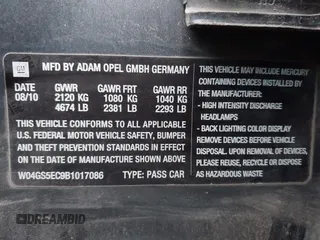 GM
MFD BY ADAM OPEL GMBH GERMANY
DATE GVWR GAWR FRT GAWR RR
08/10 2120 KG 1080 KG 1040 KG
4674 LB 2381 LB 2293 LB
THIS VEHICLE CONFORMS TO ALL APPLICABLE
U.S. FEDERAL MOTOR VEHICLE SAFETY, BUMPER
AND THEFT PREVENTION STANDARDS IN
EFFECT ON THE DATE OF MANUFACTURE
SHOWN ABOVE
W04GS5EC9B1017086 TYPE: PASS CAR
THIS VEHICLE MAY INCLUDE MERCURY
CONTAINING DEVICES INSTALLED BY
THE MANUFACTURER:
- HIGH INTENSITY DISCHARGE
HEADLAMPS
- BACK LIGHTING COLOR DISPLAY
REMOVE DEVICES BEFORE VEHICLE DISPOSAL
UPON REMOVAL OF DEVICES
PLEASE REUSE, RECYCLE OR DISPOSE
AS HAZARDOUS WASTE
DREAMBID